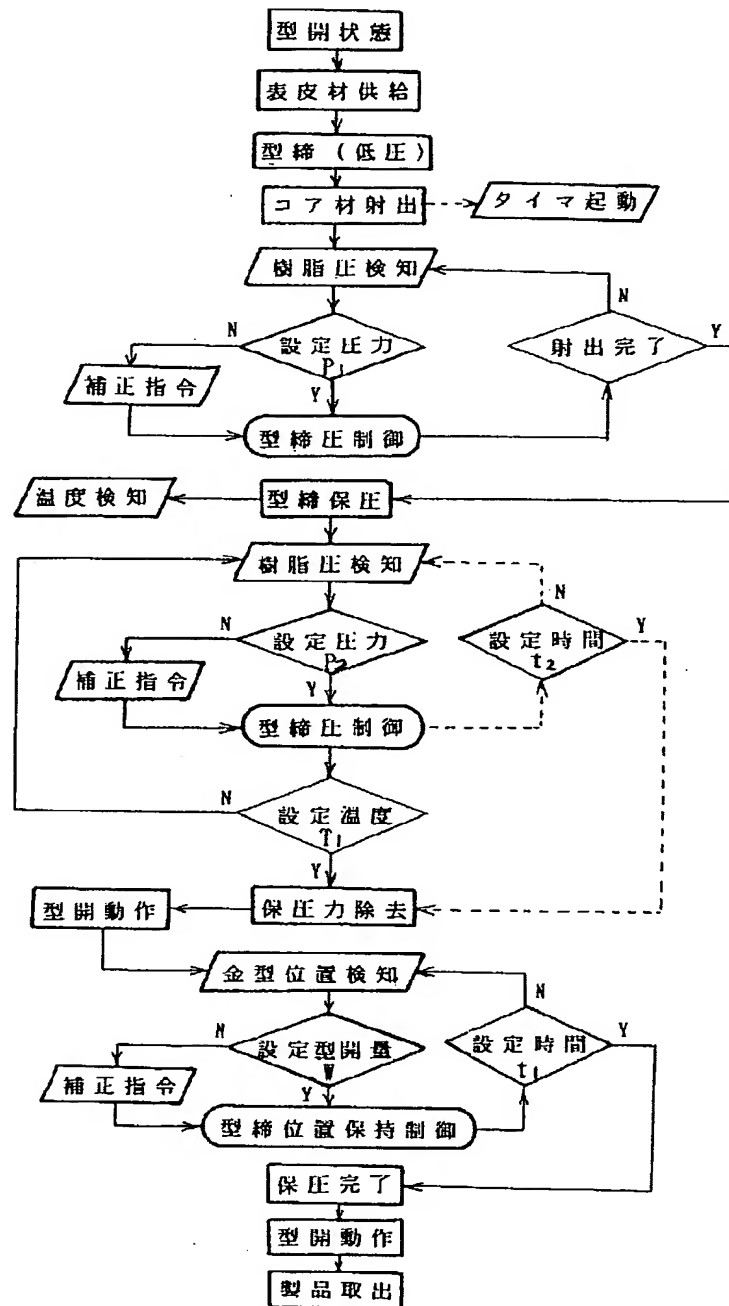 型開状態
表皮材供給
型締(低圧)
コア材射出
タイマ起動
樹脂圧検知
N
設定圧力
P1
Y
補正指令
型締圧制御
N
射出完了
Y
温度検知
型締保圧
樹脂圧検知
N
設定圧力
P2
Y
補正指令
型締圧制御
N
設定時間
t2
Y
N
設定温度
T1
Y
型開動作
保圧力除去
金型位置検知
N
設定型開量
W
Y
補正指令
型締位置保持制御
N
設定時間
t1
Y
保圧完了
型開動作
製品取出